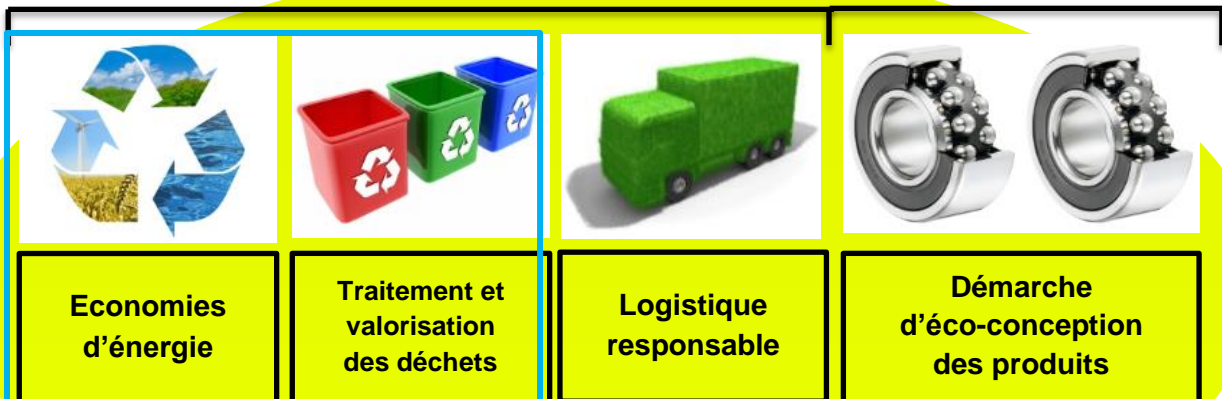 Economies
d’énergie
Traitement et
valorisation
des déchets
Logistique
responsable
Démarche
d’éco-conception
des produits